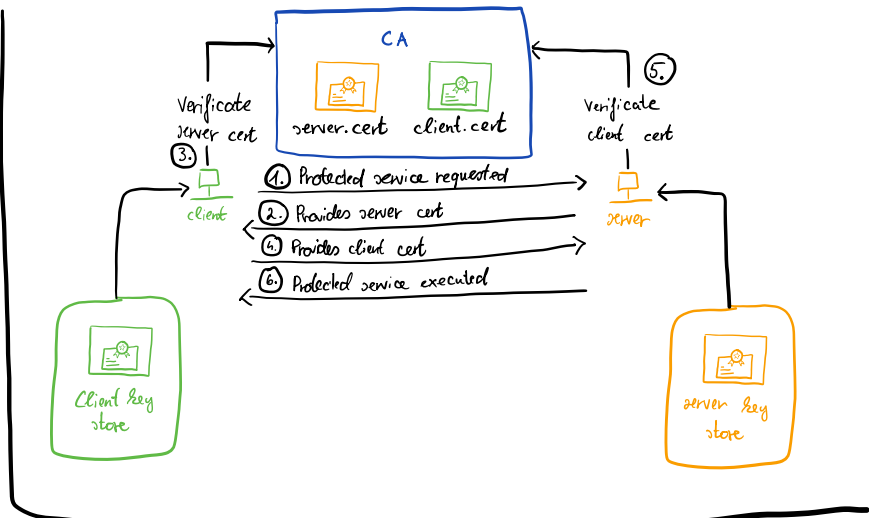 CA
server.cert
client.cert
5.
Verificate
server cert
3.
Verificate
client cert
1. Protected service requested
client
2. Provides server cert
server
4. Provides client cert
6. Protected service executed
Client key
store
server key
store